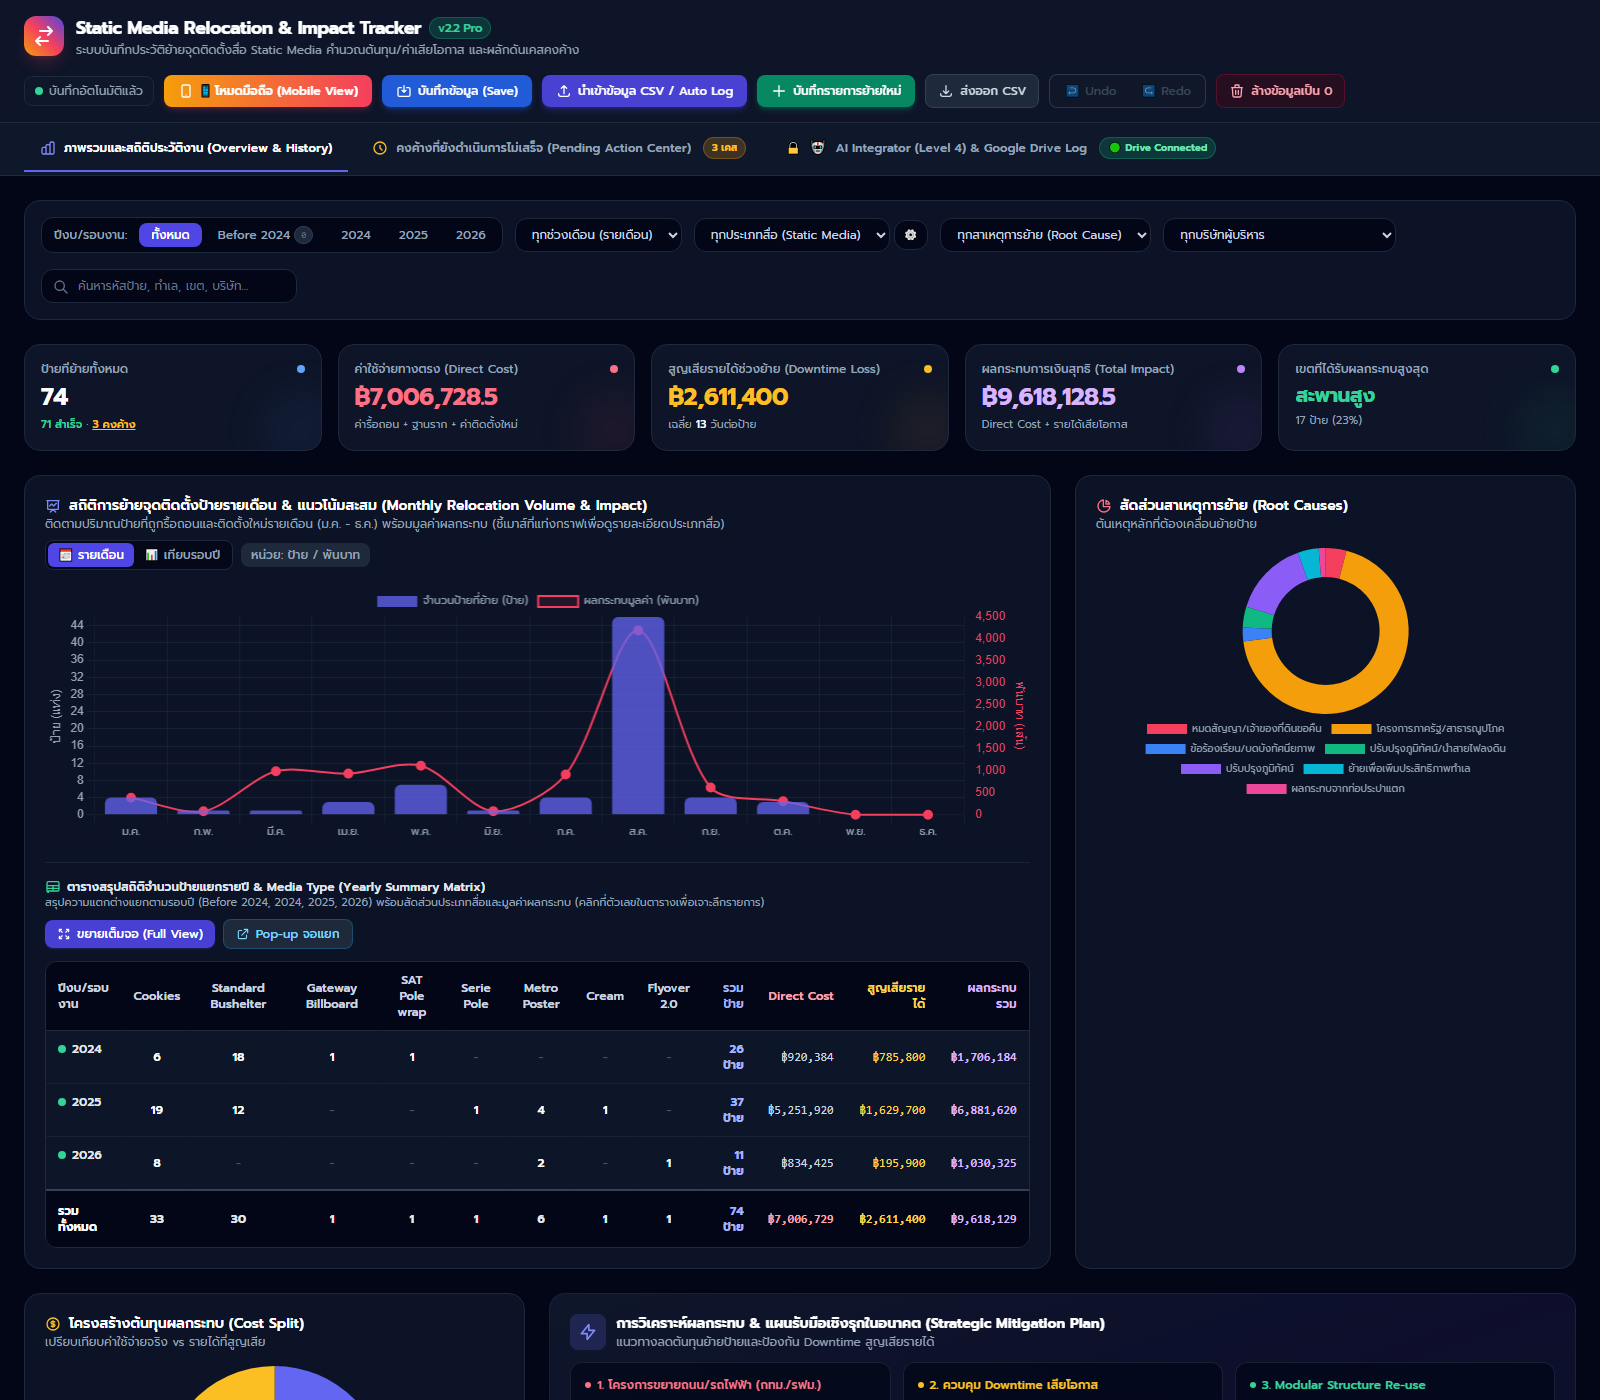 Static Media Relocation & Impact Tracker v2.2 Pro
ระบบบันทึกประวัติย้ายจุดติดตั้งสื่อ Static Media คำนวณต้นทุน/ค่าเสียโอกาส และผลักดันเคสคงค้าง
บันทึกอัตโนมัติแล้ว โหมดมือถือ (Mobile View) บันทึกข้อมูล (Save) นำเข้าข้อมูล CSV / Auto Log บันทึกรายการย้ายใหม่ ส่งออก CSV Undo Redo ล้างข้อมูลเป็น 0
ภาพรวมและสถิติประวัติงาน (Overview & History) คงค้างที่ยังดำเนินการไม่เสร็จ (Pending Action Center) 3 เคส AI Integrator (Level 4) & Google Drive Log Drive Connected
ปีงบ/รอบงาน: ทั้งหมด Before 2024 2024 2025 2026 ทุกช่วงเดือน (รายเดือน) ทุกประเภทสื่อ (Static Media) ทุกสาเหตุการย้าย (Root Cause) ทุกบริษัทผู้บริหาร
ค้นหารหัสป้าย, ทำเล, เขต, บริษัท...
ป้ายที่ย้ายทั้งหมด
74
71 สำเร็จ · 3 คงค้าง
ค่าใช้จ่ายทางตรง (Direct Cost)
฿7,006,728.5
ค่ารื้อถอน + ฐานราก + ค่าติดตั้งใหม่
สูญเสียรายได้ช่วงย้าย (Downtime Loss)
฿2,611,400
เฉลี่ย 13 วันต่อป้าย
ผลกระทบการเงินสุทธิ (Total Impact)
฿9,618,128.5
Direct Cost + รายได้เสียโอกาส
เขตที่ได้รับผลกระทบสูงสุด
สะพานสูง
17 ป้าย (23%)
สถิติการย้ายจุดติดตั้งป้ายรายเดือน & แนวโน้มสะสม (Monthly Relocation Volume & Impact)
ติดตามปริมาณป้ายที่ถูกรื้อถอนและติดตั้งใหม่รายเดือน (ม.ค. - ธ.ค.) พร้อมมูลค่าผลกระทบ (ชี้เมาส์ที่แท่งกราฟเพื่อดูรายละเอียดประเภทสื่อ)
รายเดือน เทียบรอบปี หน่วย: ป้าย / พันบาท
จำนวนป้ายที่ย้าย (ป้าย) ผลกระทบมูลค่า (พันบาท)
ป้าย (แท่ง)
44
40
36
32
28
24
20
16
12
8
4
0
4,500
4,000
3,500
3,000
2,500
2,000
1,500
1,000
500
0
พันบาท (เส้น)
ม.ค. ก.พ. มี.ค. เม.ย. พ.ค. มิ.ย. ก.ค. ส.ค. ก.ย. ต.ค. พ.ย. ธ.ค.
สัดส่วนสาเหตุการย้าย (Root Causes)
ต้นเหตุหลักที่ต้องเคลื่อนย้ายป้าย
หมดสัญญา/เจ้าของที่ดินขอคืน โครงการภาครัฐ/สาธารณูปโภค
ข้อร้องเรียน/บดบังทัศนียภาพ ปรับปรุงภูมิทัศน์/นำสายไฟลงดิน
ปรับปรุงภูมิทัศน์ ย้ายเพื่อเพิ่มประสิทธิภาพทำเล
ผลกระทบจากท่อประปาแตก
ตารางสรุปสถิติจำนวนป้ายแยกรายปี & Media Type (Yearly Summary Matrix)
สรุปความแตกต่างแยกตามรอบปี (Before 2024, 2024, 2025, 2026) พร้อมสัดส่วนประเภทสื่อและมูลค่าผลกระทบ (คลิกที่ตัวเลขในตารางเพื่อเจาะลึกรายการ)
ขยายเต็มจอ (Full View) Pop-up จอแยก
ปีงบ/รอบงาน Cookies Standard Bushelter Gateway Billboard SAT Pole wrap Serie Pole Metro Poster Cream Flyover 2.0 รวมป้าย Direct Cost สูญเสียรายได้ ผลกระทบรวม
2024 6 18 1 1 - - - - 26 ป้าย ฿920,384 ฿785,800 ฿1,706,184
2025 19 12 - - 1 4 1 - 37 ป้าย ฿5,251,920 ฿1,629,700 ฿6,881,620
2026 8 - - - - 2 - 1 11 ป้าย ฿834,425 ฿195,900 ฿1,030,325
รวมทั้งหมด 33 30 1 1 1 6 1 1 74 ป้าย ฿7,006,729 ฿2,611,400 ฿9,618,129
โครงสร้างต้นทุนผลกระทบ (Cost Split)
เปรียบเทียบค่าใช้จ่ายจริง vs รายได้ที่สูญเสีย
การวิเคราะห์ผลกระทบ & แผนรับมือเชิงรุกในอนาคต (Strategic Mitigation Plan)
แนวทางลดต้นทุนย้ายป้ายและป้องกัน Downtime สูญเสียรายได้
1. โครงการขยายถนน/รถไฟฟ้า (กทม./รฟม.)
2. ควบคุม Downtime เสียโอกาส
3. Modular Structure Re-use